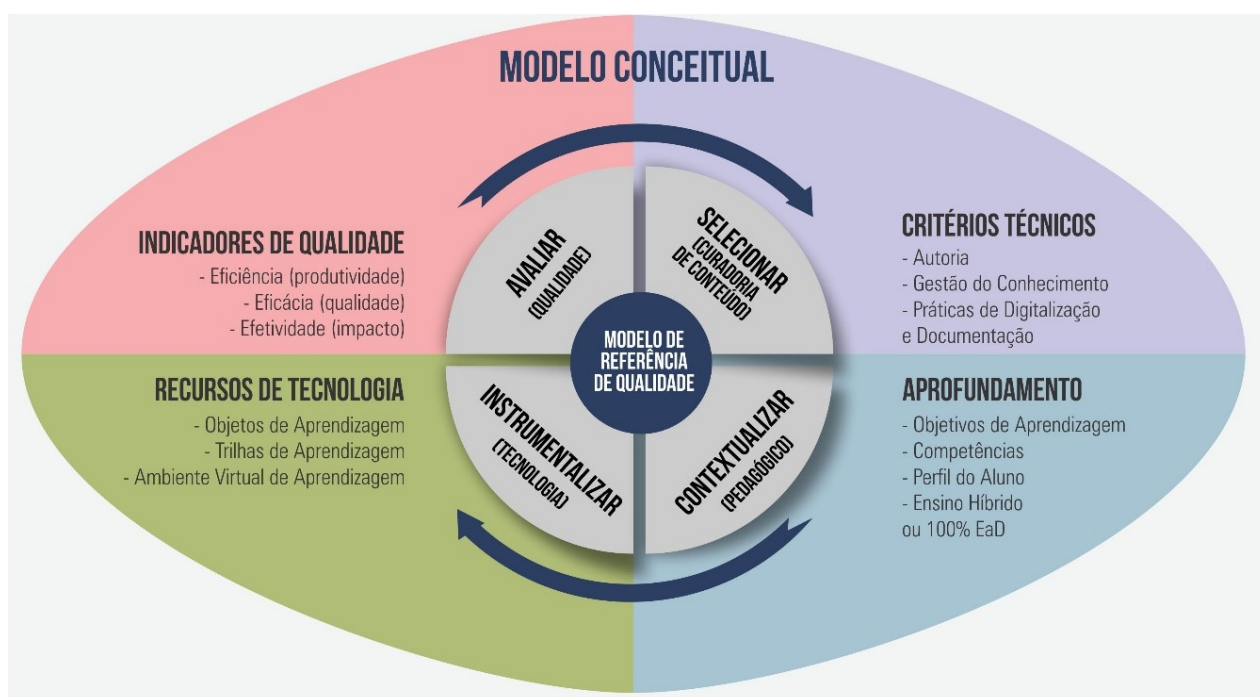 MODELO CONCEITUAL
INDICADORES DE QUALIDADE
- Eficiência (produtividade)
- Eficácia (qualidade)
- Efetividade (impacto)
AVALIAR
(QUALIDADE)
SELECIONAR
(CURADORIA
DE CONTEÚDO)
CRITÉRIOS TÉCNICOS
- Autoria
- Gestão do Conhecimento
- Práticas de Digitalização
e Documentação
MODELO DE
REFERÊNCIA
DE QUALIDADE
RECURSOS DE TECNOLOGIA
- Objetos de Aprendizagem
- Trilhas de Aprendizagem
- Ambiente Virtual de Aprendizagem
INSTRUMENTALIZAR
(TECNOLOGIA)
CONTEXTUALIZAR
(PEDAGÓGICO)
APROFUNDAMENTO
- Objetivos de Aprendizagem
- Competências
- Perfil do Aluno
- Ensino Híbrido
ou 100% EaD